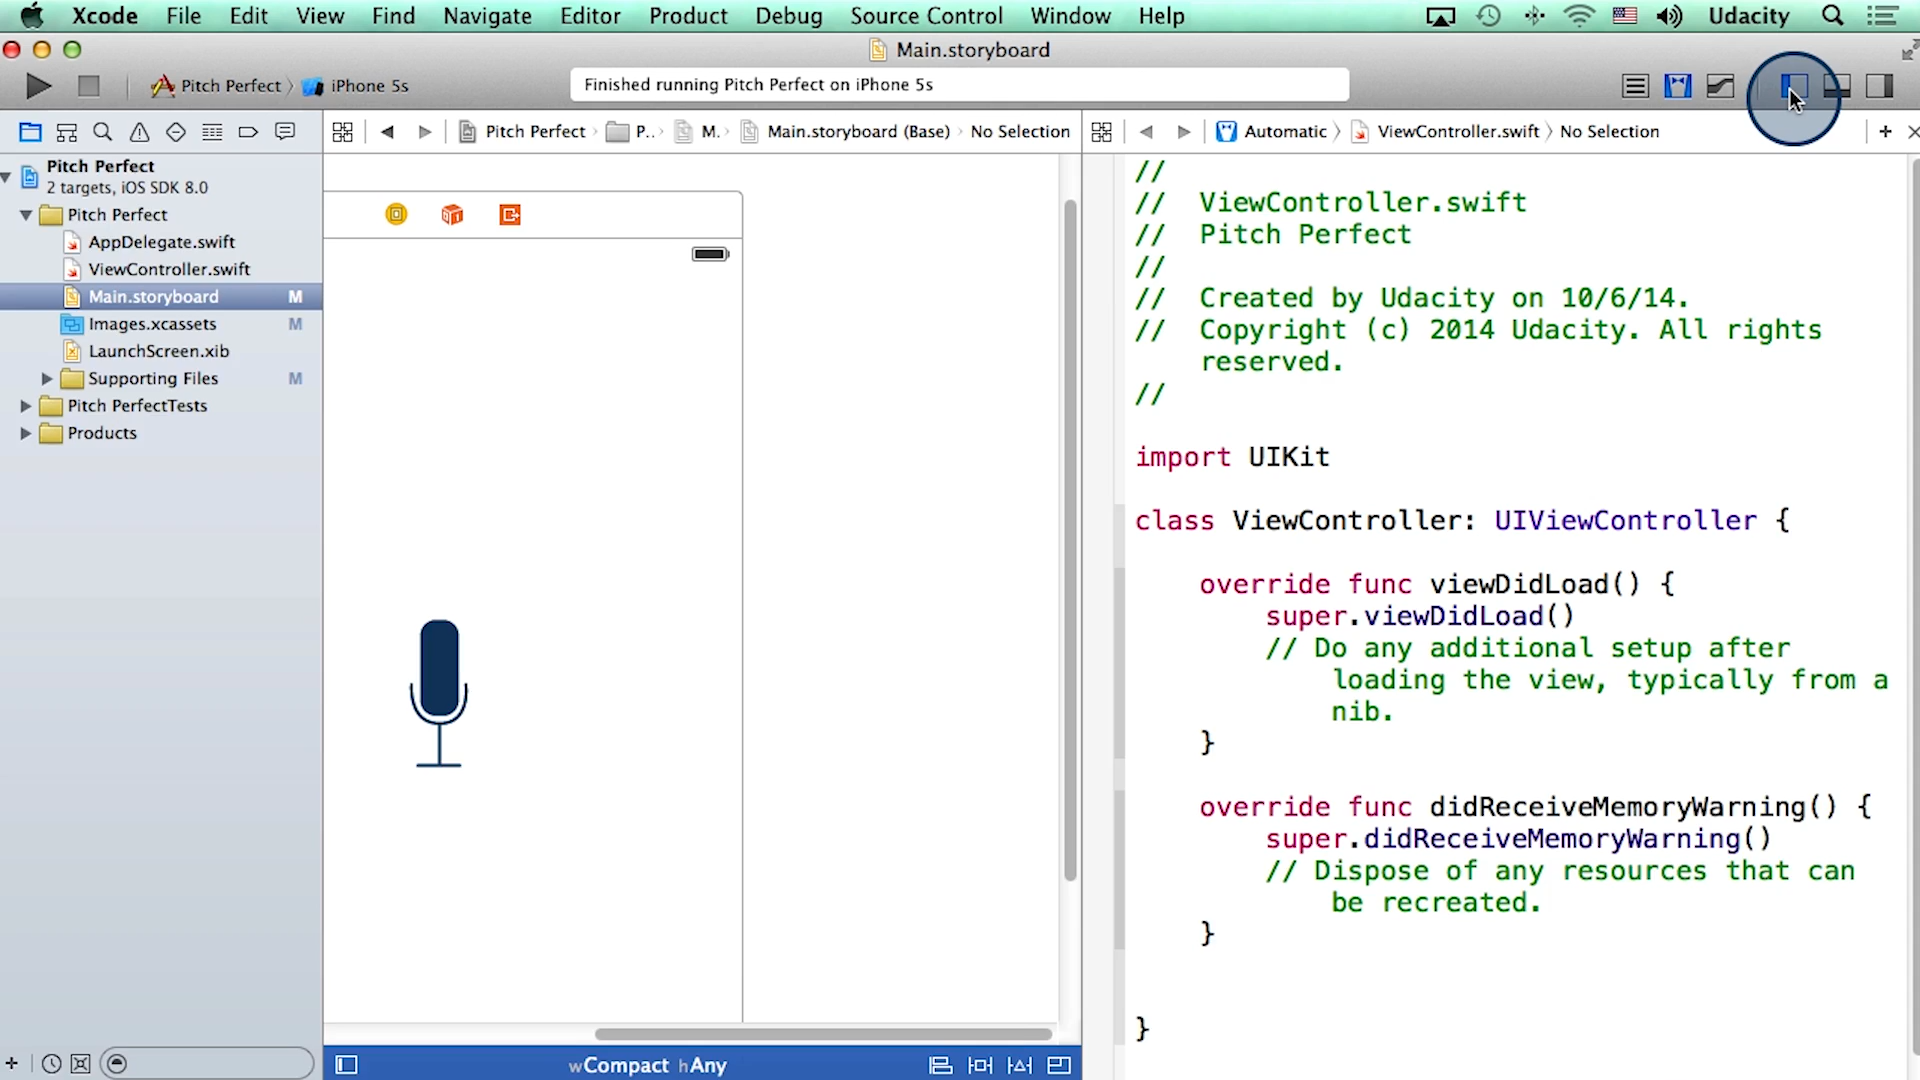 Xcode File Edit View Find Navigate Editor Product Debug Source Control Window Help Udacity
Main.storyboard
Pitch Perfect iPhone 5s
Finished running Pitch Perfect on iPhone 5s
Pitch Perfect P.. M. Main.storyboard (Base) No Selection
Automatic ViewController.swift No Selection
Pitch Perfect
2 targets, iOS SDK 8.0
Pitch Perfect
AppDelegate.swift
ViewController.swift
Main.storyboard M
Images.xcassets M
LaunchScreen.xib
Supporting Files M
Pitch PerfectTests
Products
wCompact hAny
//
// ViewController.swift
// Pitch Perfect
//
// Created by Udacity on 10/6/14.
// Copyright (c) 2014 Udacity. All rights
reserved.
//
import UIKit
class ViewController: UIViewController {
override func viewDidLoad() {
super.viewDidLoad()
// Do any additional setup after
loading the view, typically from a
nib.
}
override func didReceiveMemoryWarning() {
super.didReceiveMemoryWarning()
// Dispose of any resources that can
be recreated.
}
}